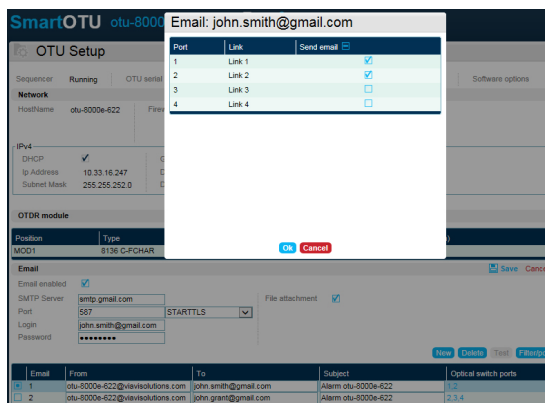 SmartOTU otu-8000
Email: john.smith@gmail.com
Port Link Send email
1 Link 1
2 Link 2
3 Link 3
4 Link 4
Ok Cancel
OTU Setup
Sequencer Running OTU serial Software options
Network
HostName otu-8000e-622
IPv4
DHCP
Ip Address 10.33.16.247
Subnet Mask 255.255.252.0
OTDR module
Position Type
MOD1 8136 C-FCHAR
Email Save
Email enabled
SMTP Server smtp.gmail.com File attachment
Port 587 STARTTLS
Login john.smith@gmail.com
Password ••••••••
New Delete Test
Email From To Subject Optical switch ports
1 otu-8000e-622@viavisolutions.com john.smith@gmail.com Alarm otu-8000e-622 1,2
2 otu-8000e-622@viavisolutions.com john.grant@gmail.com Alarm otu-8000e-622 2,3,4